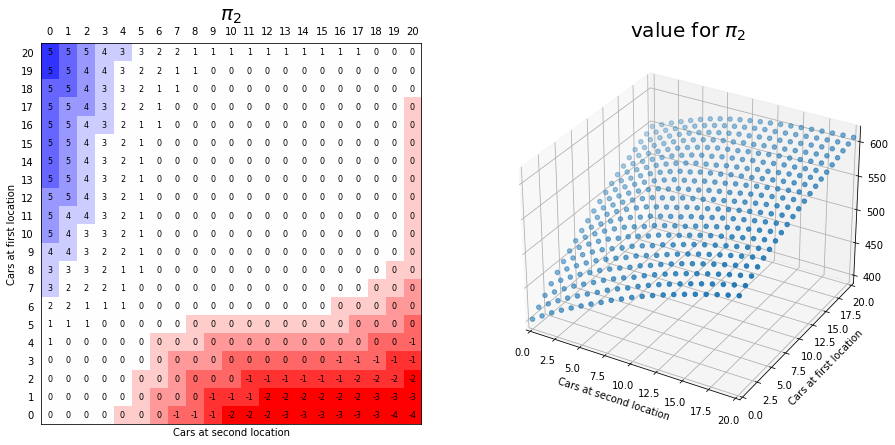 π₂
0 1 2 3 4 5 6 7 8 9 10 11 12 13 14 15 16 17 18 19 20
20 5 5 5 4 3 3 2 2 1 1 1 1 1 1 1 1 1 1 0 0 0
19 5 5 4 4 3 2 2 1 1 0 0 0 0 0 0 0 0 0 0 0 0
18 5 5 4 3 3 2 2 1 1 0 0 0 0 0 0 0 0 0 0 0 0
17 5 5 4 3 2 2 1 0 0 0 0 0 0 0 0 0 0 0 0 0 0
16 5 5 4 3 2 1 1 0 0 0 0 0 0 0 0 0 0 0 0 0 0
15 5 5 4 3 2 1 0 0 0 0 0 0 0 0 0 0 0 0 0 0 0
14 5 5 4 3 2 1 0 0 0 0 0 0 0 0 0 0 0 0 0 0 0
13 5 5 4 3 2 1 0 0 0 0 0 0 0 0 0 0 0 0 0 0 0
12 5 5 4 3 2 1 0 0 0 0 0 0 0 0 0 0 0 0 0 0 0
11 5 4 4 3 2 1 0 0 0 0 0 0 0 0 0 0 0 0 0 0 0
10 5 4 3 3 2 1 0 0 0 0 0 0 0 0 0 0 0 0 0 0 0
9 4 4 3 2 2 1 0 0 0 0 0 0 0 0 0 0 0 0 0 0 0
8 3 3 3 2 1 1 0 0 0 0 0 0 0 0 0 0 0 0 0 0 0
7 3 2 2 2 1 1 0 0 0 0 0 0 0 0 0 0 0 0 0 0 0
6 2 2 1 1 1 0 0 0 0 0 0 0 0 0 0 0 0 0 0 0 0
5 1 1 1 0 0 0 0 0 0 0 0 0 0 0 0 0 0 0 0 0 0
4 1 1 0 0 0 0 0 0 0 0 0 0 0 0 0 0 0 0 0 0 -1
3 0 0 0 0 0 0 0 0 0 0 0 0 0 0 0 0 -1 -1 -1 -1 -1
2 0 0 0 0 0 0 0 0 0 0 0 -1 -1 -1 -1 -1 -1 -2 -2 -2 -2
1 0 0 0 0 0 0 0 0 0 -1 -1 -1 -2 -2 -2 -2 -2 -2 -3 -3 -3
0 0 0 0 0 0 0 0 -1 -1 -1 -2 -2 -2 -3 -3 -3 -3 -3 -3 -4 -4
Cars at first location
Cars at second location
value for π₂
600
550
500
450
400
0.0 2.5 5.0 7.5 10.0 12.5 15.0 17.5 20.0
Cars at second location
0.0 2.5 5.0 7.5 10.0 12.5 15.0 17.5 20.0
Cars at first location